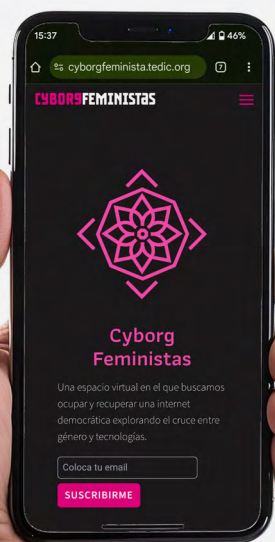 15:37
46%
cyborgfeminista.tedic.org
7
CYBORGFEMINISTAS
Cyborg
Feministas
Una espacio virtual en el que buscamos
ocupar y recuperar una internet
democrática explorando el cruce entre
género y tecnologías.
Coloca tu email
SUSCRIBIRME